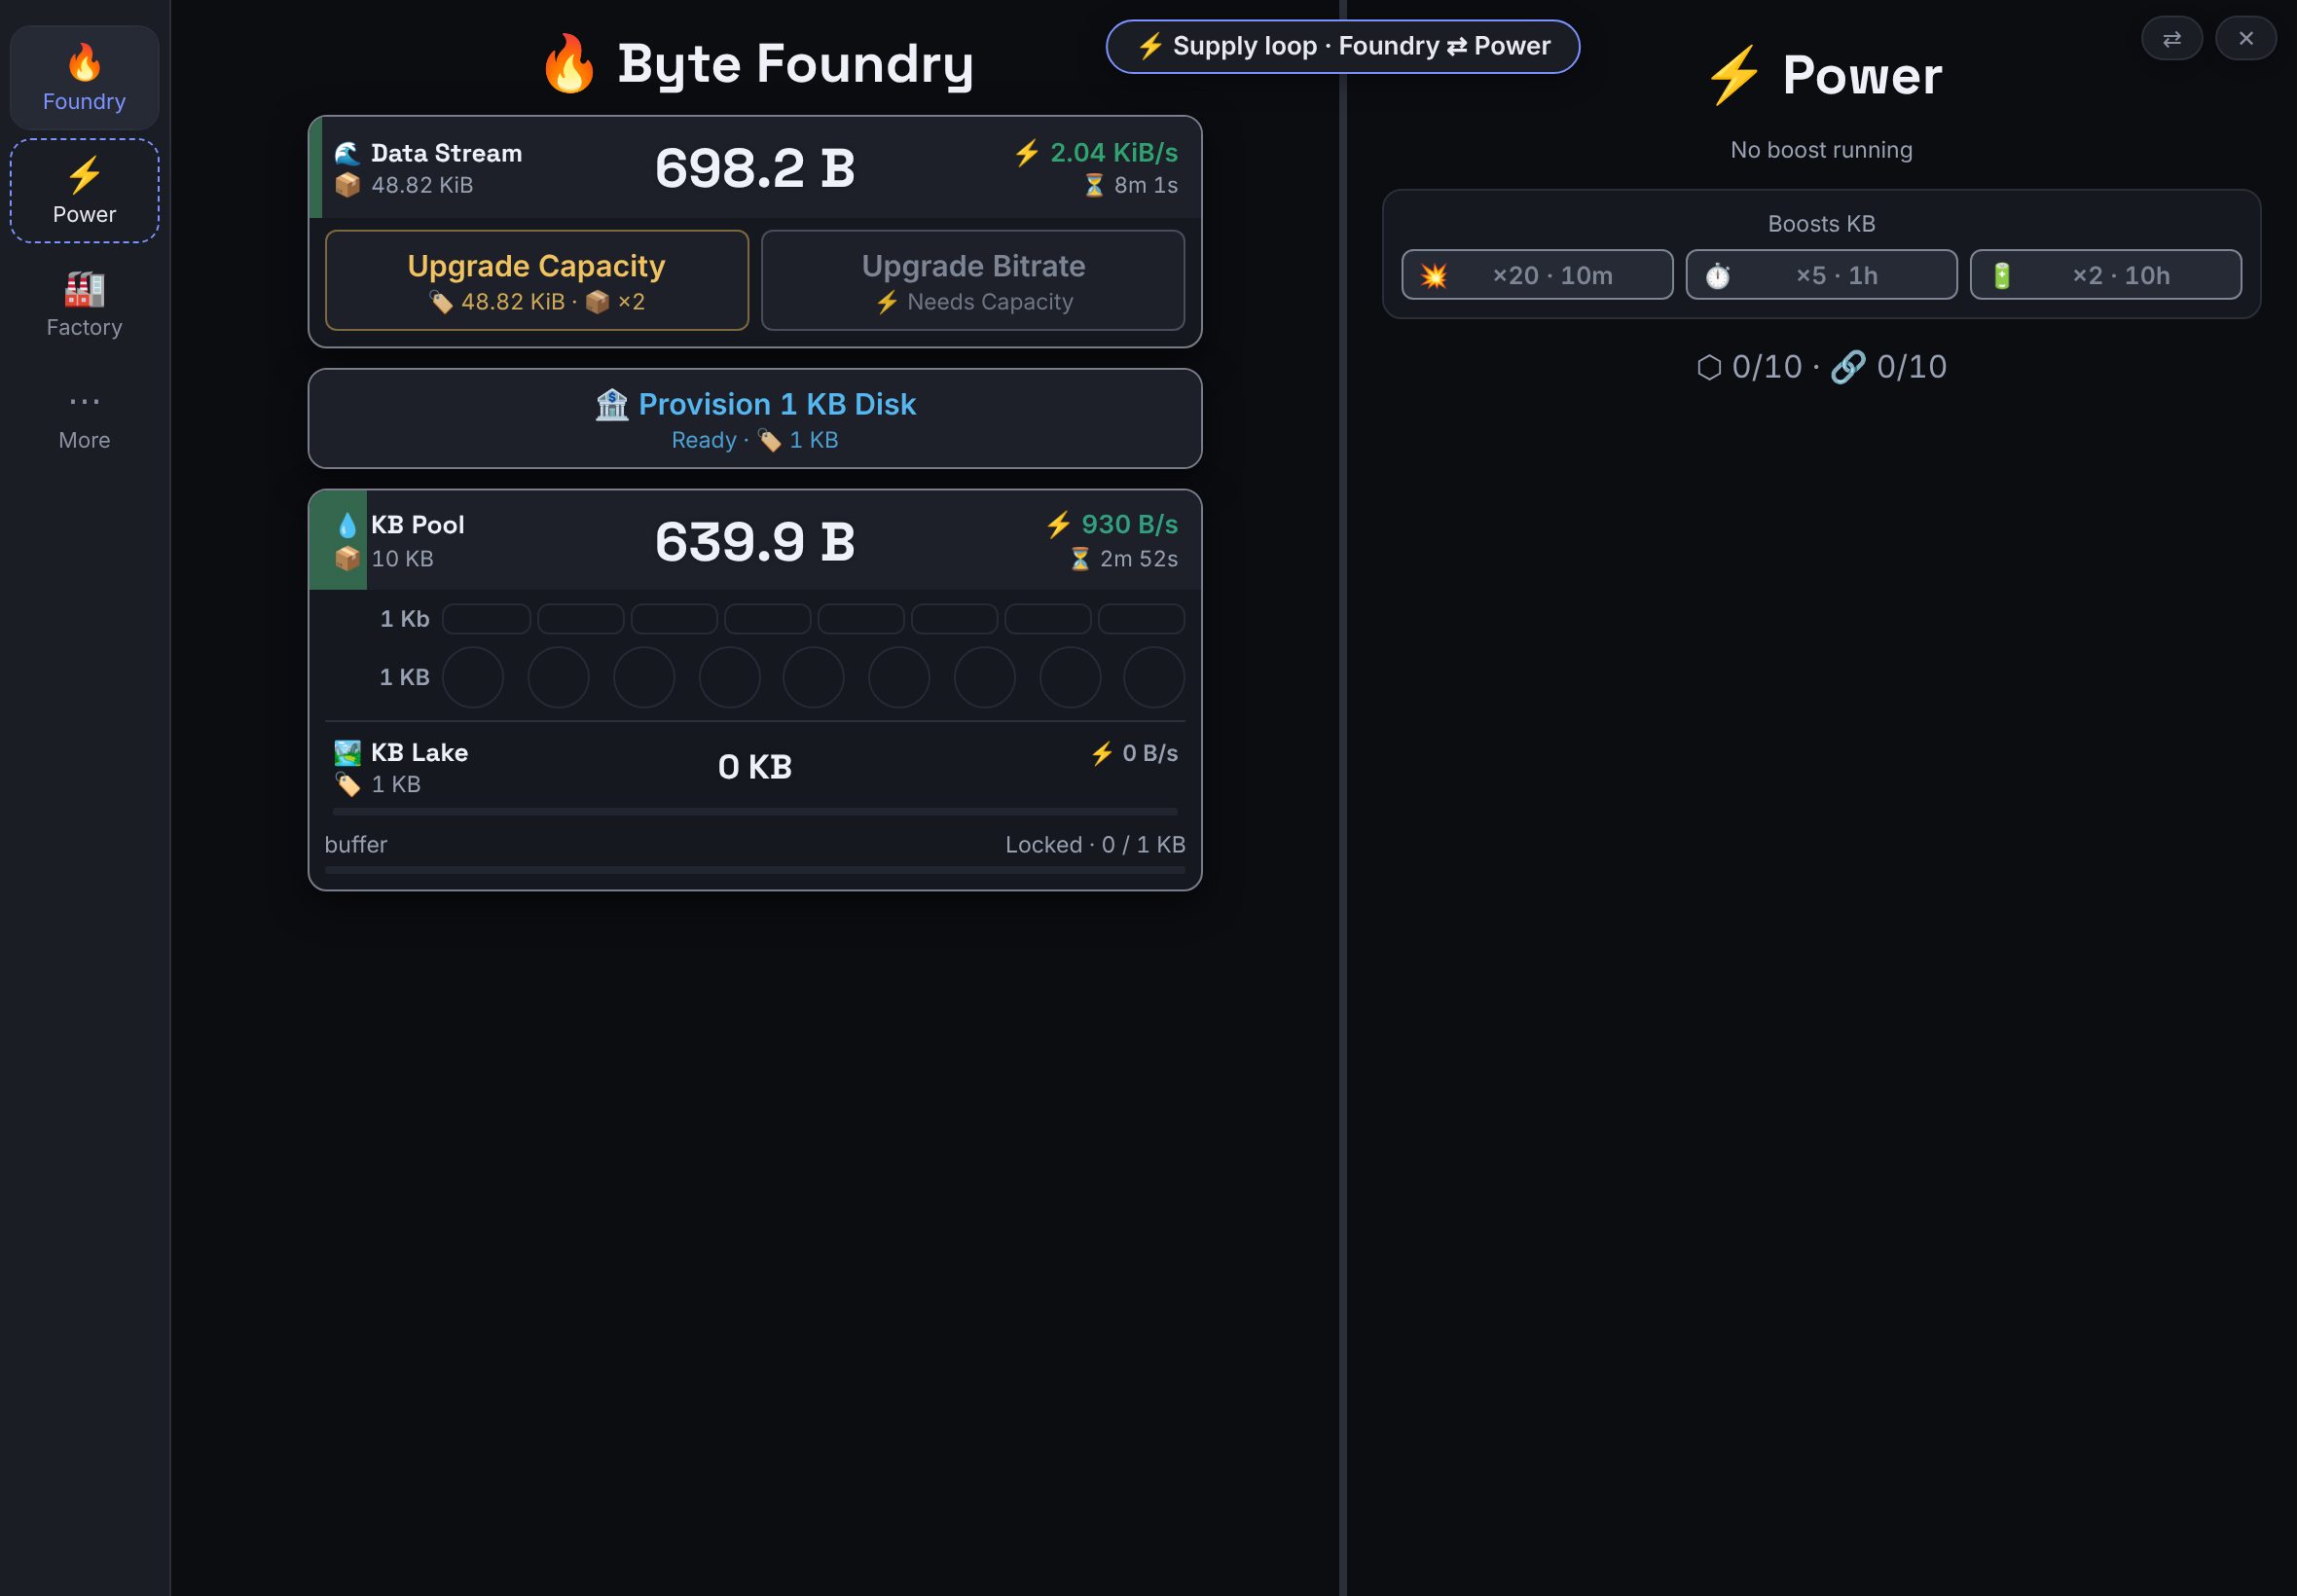 Foundry
Power
Factory
More
Byte Foundry
Data Stream
48.82 KiB
698.2 B
⚡ 2.04 KiB/s
⏳ 8m 1s
Upgrade Capacity
🏷️ 48.82 KiB · 📦 ×2
Upgrade Bitrate
⚡ Needs Capacity
Provision 1 KB Disk
Ready · 🏷️ 1 KB
KB Pool
10 KB
639.9 B
⚡ 930 B/s
⏳ 2m 52s
1 Kb
1 KB
KB Lake
1 KB
0 KB
⚡ 0 B/s
buffer
Locked · 0 / 1 KB
⚡ Supply loop · Foundry ⇄ Power
⇄ ✕
⚡ Power
No boost running
Boosts KB
×20 · 10m
×5 · 1h
×2 · 10h
⬡ 0/10 · 🔗 0/10